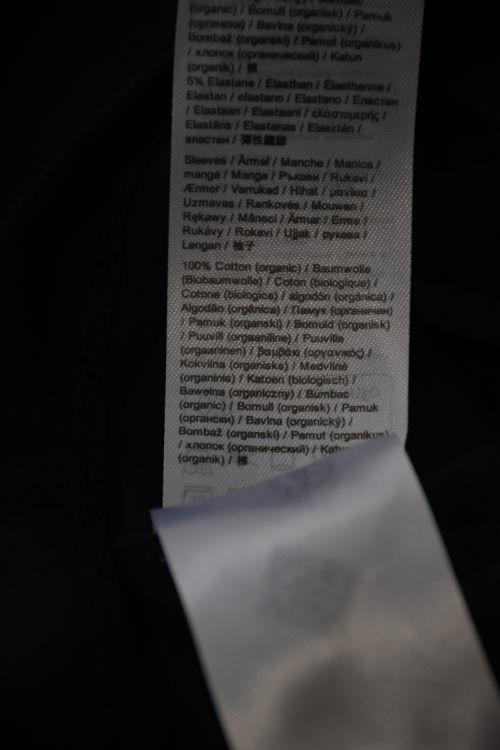 (organic) / Bomull (organisk) / Pamuk
(органски) / Bavlna (organický) /
Bombaž (organski) / Pamut (organikus)
/ хлопок (органический) / Katun
(organik) / 棉
5% Elastane / Elasthan / Élasthanne /
Elastan / elastano / Elastano / Еластан
/ Elastaan / Elastaani / ελαστομερής /
Elastāns / Elastanas / Elasztán /
эластан / 彈性纖維
Sleeves / Ärmel / Manche / Manica /
manga / Manga / Ръкави / Rukavi /
Ærmer / Varrukad / Hihat / μανίκια /
Uzmavas / Rankovės / Mouwen /
Rękawy / Mâneci / Ärmar / Erme /
Rukávy / Rokavi / Ujjak / рукава /
Lengan / 袖子
100% Cotton (organic) / Baumwolle
(Biobaumwolle) / Coton (biologique) /
Cotone (biologica) / algodón (orgánica) /
Algodão (orgânica) / Памук (органичен)
/ Pamuk (organski) / Bomuld (organisk)
/ Puuvill (orgaaniline) / Puuvilla
(orgaaninen) / βαμβάκι (οργανικός) /
Kokvilna (organiska) / Medvilnė
(organinis) / Katoen (biologisch) /
Bawełna (organiczny) / Bumbac
(organic) / Bomull (organisk) / Pamuk
(органски) / Bavlna (organický) /
Bombaž (organski) / Pamut (organikus)
/ хлопок (органический) / Katun
(organik) / 棉